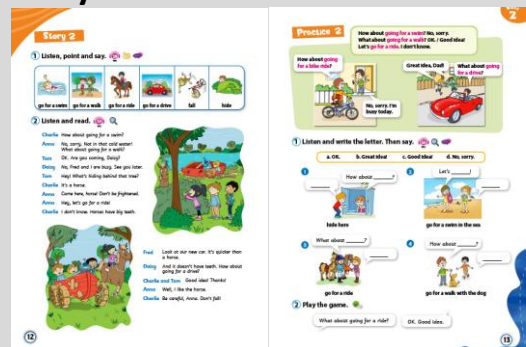 Story 2
1 Listen, point and say.
go for a swim
go for a walk
go for a ride
go for a drive
fall
hide
2 Listen and read.
Charlie How about going for a swim?
Anna No, sorry. Not in that cold water!
What about going for a walk?
Tom OK. Are you coming, Daisy?
Daisy No, Fred and I are busy. See you later.
Tom Hey! What's hiding behind that tree?
Charlie It's a horse.
Anna Come here, horse! Don't be frightened.
Anna Hey, let's go for a ride!
Charlie I don't know. Horses have big teeth.
Fred Look at our new car. It's quicker than
a horse.
Daisy And it doesn't have teeth. How about
going for a drive?
Charlie and Tom Good idea! Thanks!
Anna Well, I like the horse.
Charlie Be careful, Anna. Don't fall!
12
2
Practice 2
How about going for a swim? No, sorry.
What about going for a walk? OK. / Good idea!
Let's go for a ride. I don't know.
How about going
for a bike ride?
No, sorry. I'm
busy today.
Great idea, Dad!
What about going
for a drive?
1 Listen and write the letter. Then say.
a. OK. b. Great idea! c. Good idea! d. No, sorry.
1
How about ______?
hide here
2
Let's ______!
go for a swim in the sea
3
What about ______?
go for a ride
4
How about ______?
go for a walk with the dog
2 Play the game.
What about going for a ride?
OK. Good idea.
13